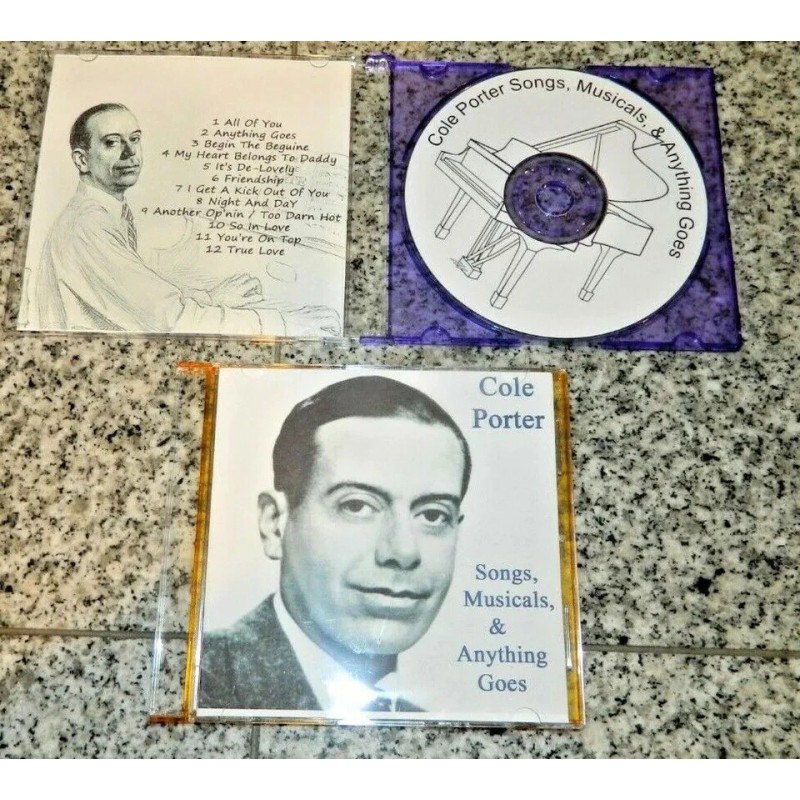 1 All Of You
2 Anything Goes
3 Begin The Beguine
4 My Heart Belongs To Daddy
5 It's De-Lovely
6 Friendship
7 I Get A Kick Out Of You
8 Night And DaY
9 Another Op'nin / Too Darn Hot
10 So In Love
11 You're On Top
12 True Love
Cole Porter Songs, Musicals, & Anything Goes
Cole
Porter
Songs,
Musicals,
&
Anything
Goes